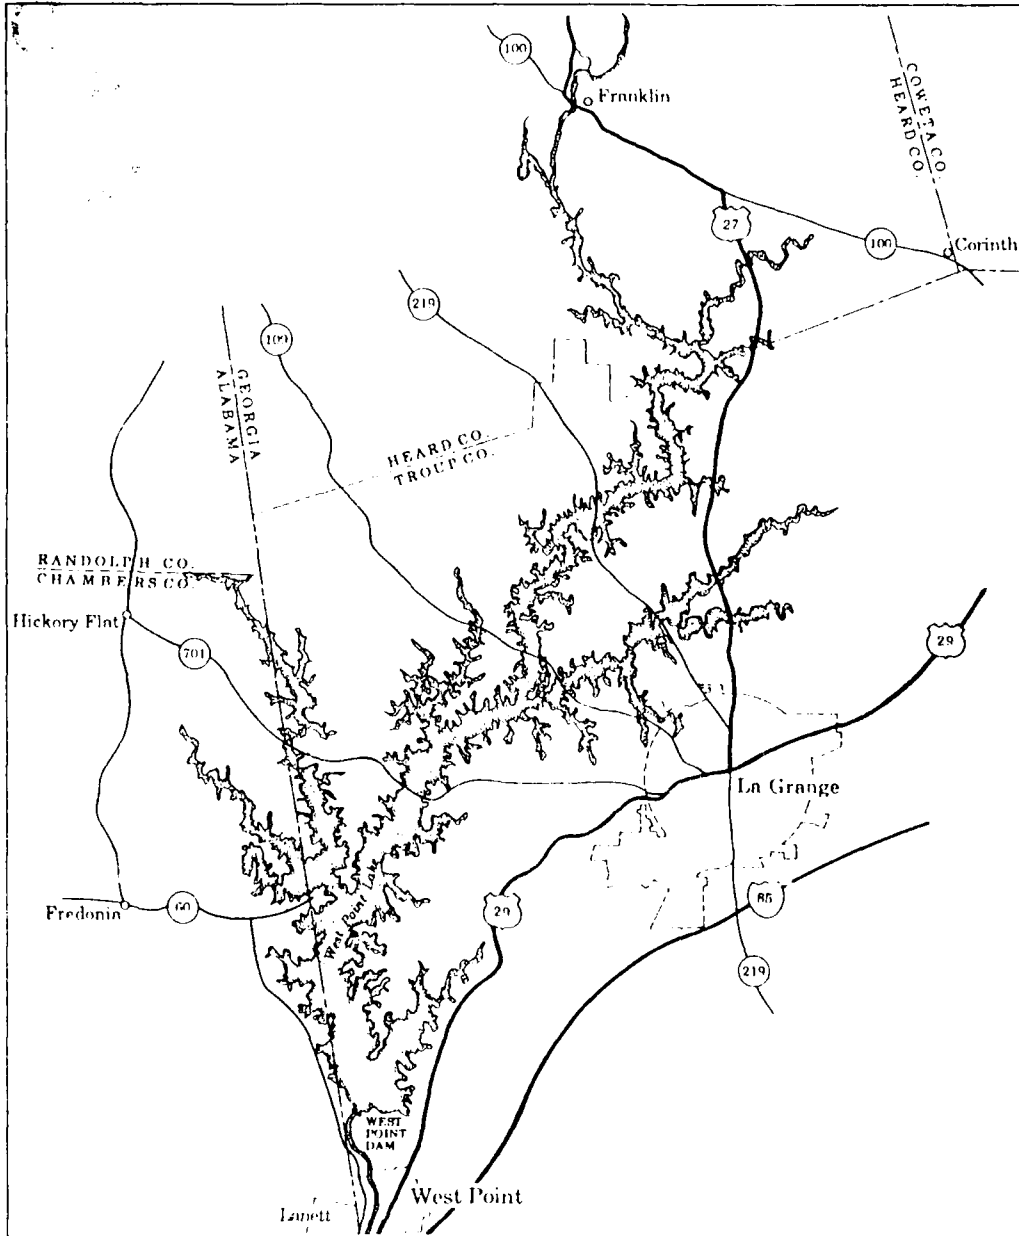 100
Franklin
COWETA CO.
HEARD CO.
27
100
Corinth
219
109
GEORGIA
ALABAMA
HEARD CO.
TROUP CO.
RANDOLPH CO.
CHAMBERS CO.
Hickory Flat
701
29
La Grange
West Point Lake
Fredonia
60
29
85
219
WEST
POINT
DAM
West Point
Lanett